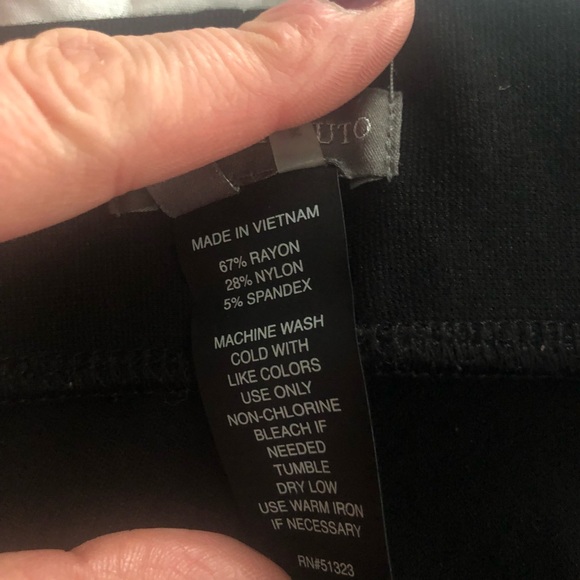 UTO
MADE IN VIETNAM
67% RAYON
28% NYLON
5% SPANDEX
MACHINE WASH
COLD WITH
LIKE COLORS
USE ONLY
NON-CHLORINE
BLEACH IF
NEEDED
TUMBLE
DRY LOW
USE WARM IRON
IF NECESSARY
RN#51323